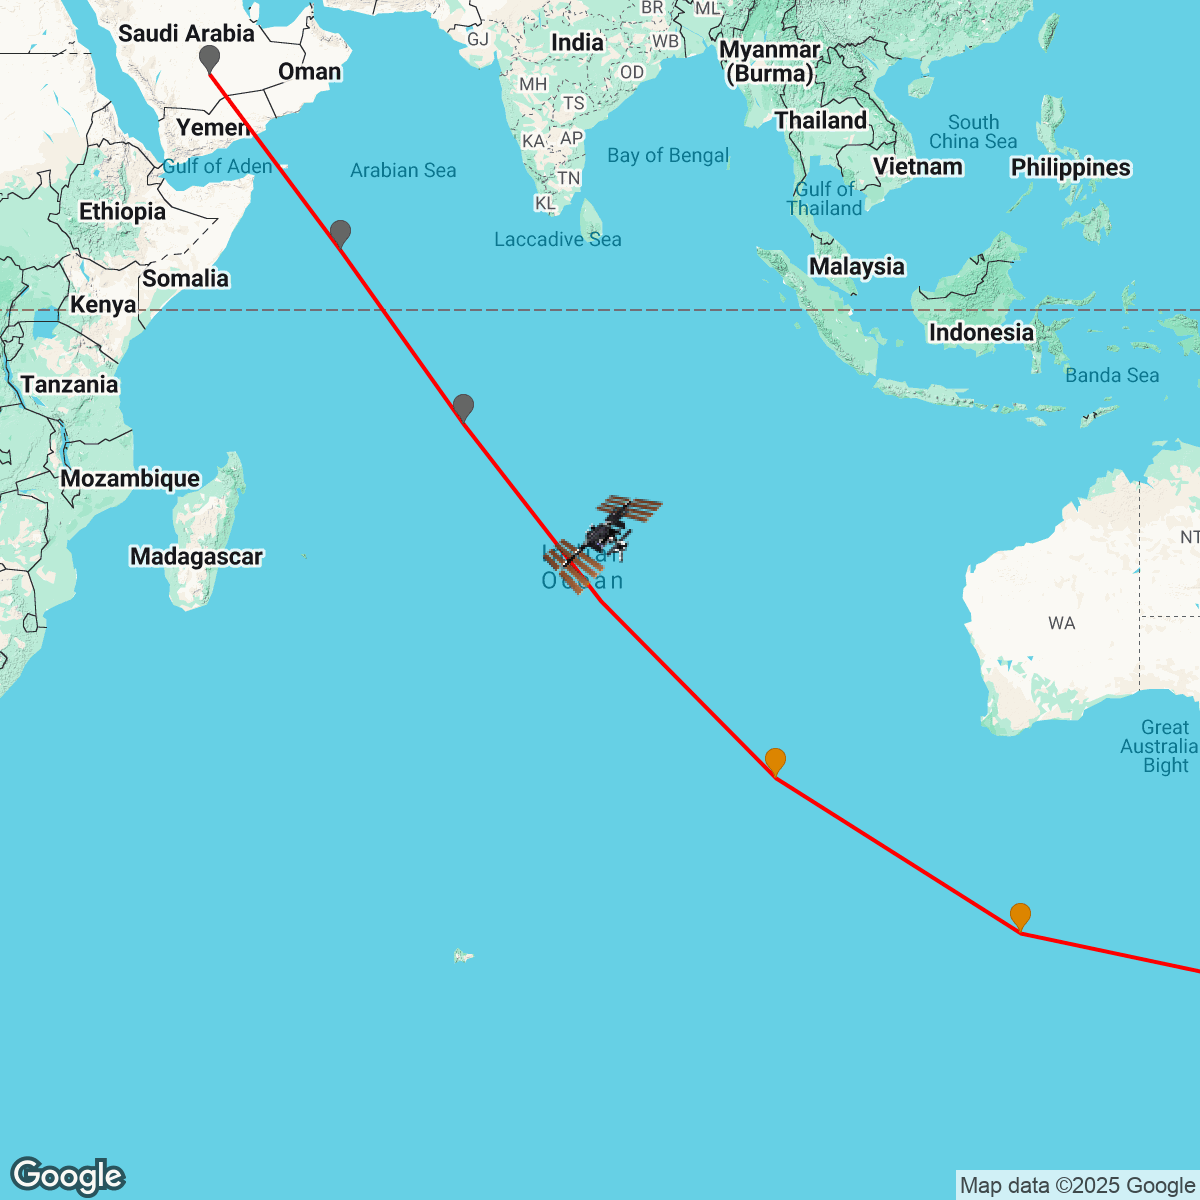 BR
ML
Saudi Arabia
GJ
India
WB
Myanmar
(Burma)
Oman
MH
OD
TS
Yemen
Thailand
South
China Sea
KA
AP
Gulf of Aden
Arabian Sea
Bay of Bengal
Vietnam
Philippines
TN
Gulf of
Thailand
KL
Ethiopia
Laccadive Sea
Malaysia
Somalia
Kenya
Indonesia
Tanzania
Banda Sea
Mozambique
NT
Madagascar
Indian
Ocean
WA
Great
Australia
Bight
Google
Map data ©2025 Google